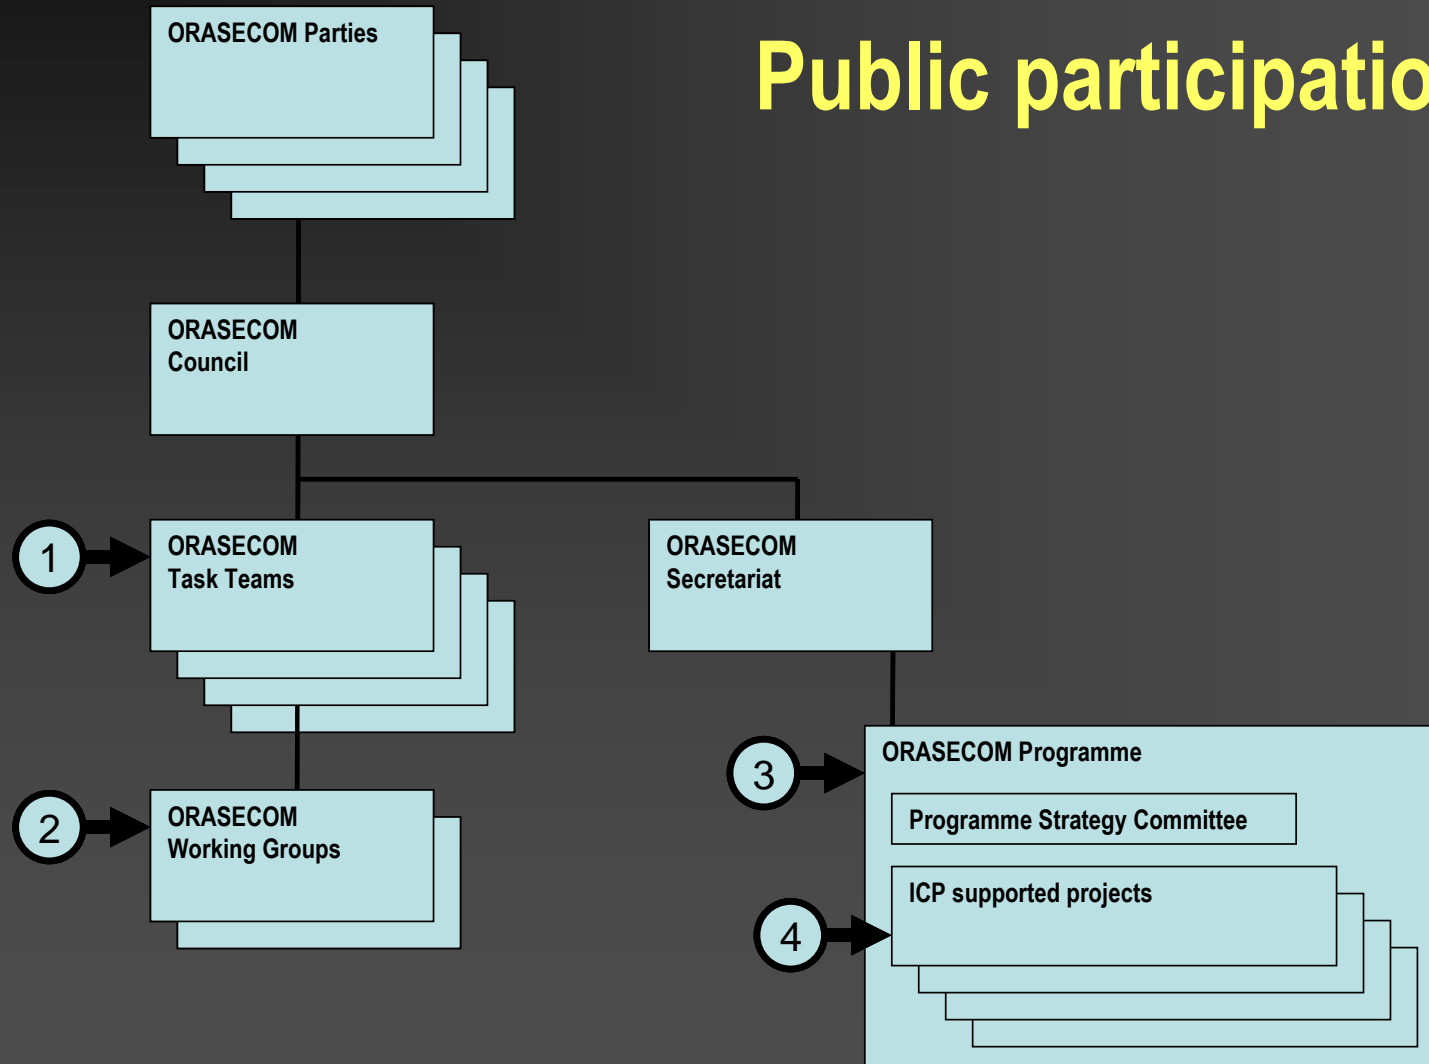 ORASECOM Parties
Public participatio
ORASECOM
Council
1
ORASECOM
Task Teams
ORASECOM
Secretariat
2
ORASECOM
Working Groups
3
ORASECOM Programme
Programme Strategy Committee
4
ICP supported projects